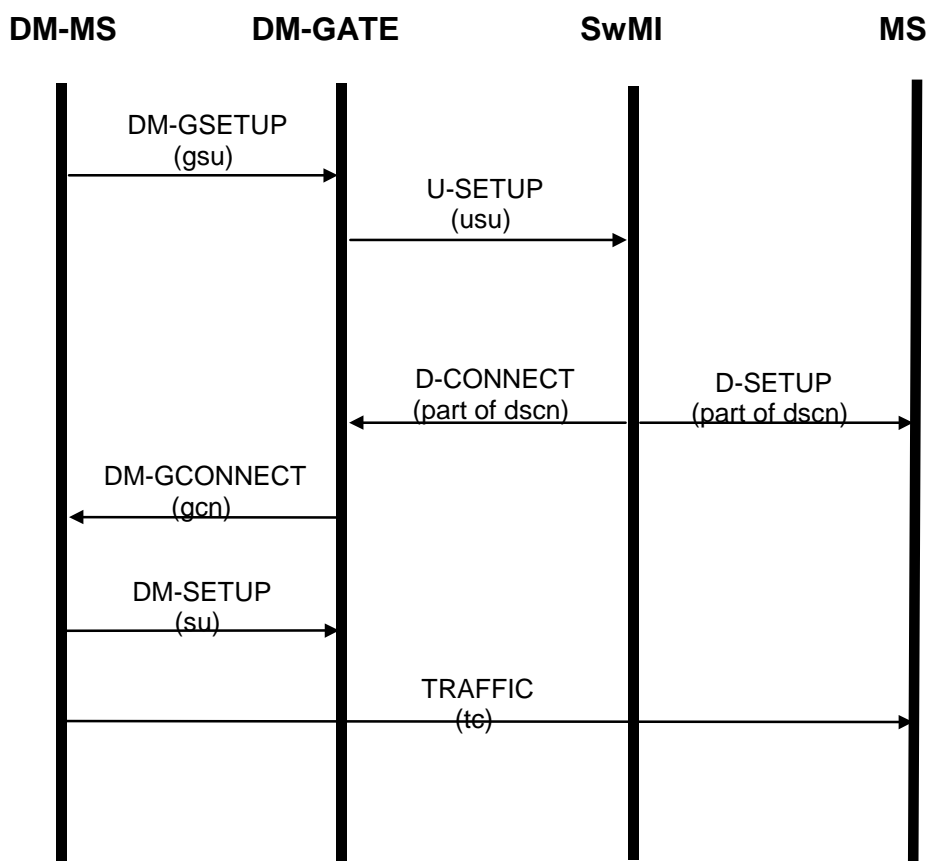 DM-MS DM-GATE SwMI MS
DM-GSETUP
(gsu)
U-SETUP
(usu)
D-CONNECT
(part of dscn)
D-SETUP
(part of dscn)
DM-GCONNECT
(gcn)
DM-SETUP
(su)
TRAFFIC
(tc)